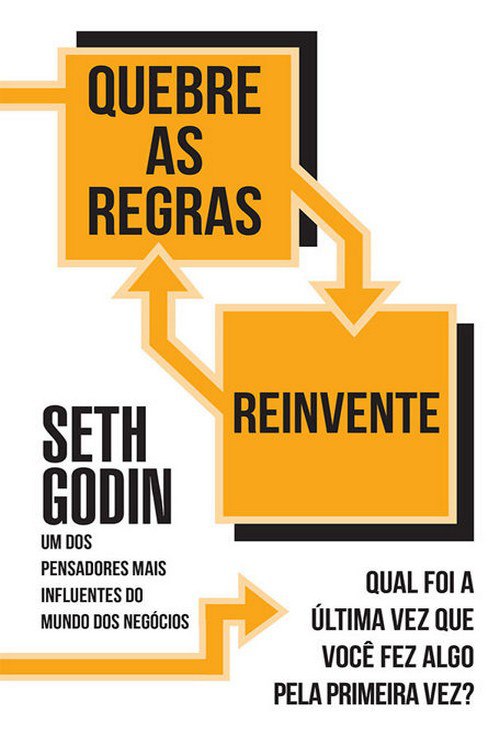 QUEBRE
AS
REGRAS
REINVENTE
SETH
GODIN
UM DOS
PENSADORES MAIS
INFLUENTES DO
MUNDO DOS NEGÓCIOS
QUAL FOI A
ÚLTIMA VEZ QUE
VOCÊ FEZ ALGO
PELA PRIMEIRA VEZ?